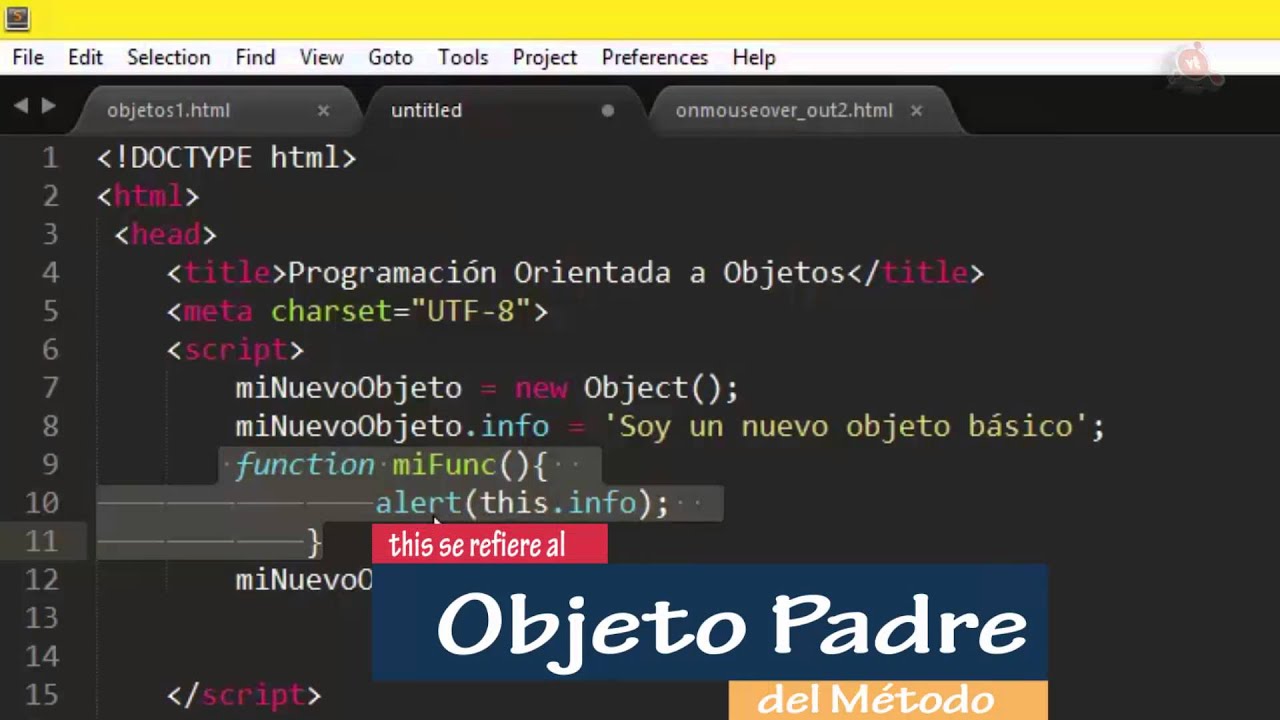 File Edit Selection Find View Goto Tools Project Preferences Help
objetos1.html × untitled onmouseover_out2.html ×
1 <!DOCTYPE html>
2 <html>
3 <head>
4 <title>Programación Orientada a Objetos</title>
5 <meta charset="UTF-8">
6 <script>
7 miNuevoObjeto = new Object();
8 miNuevoObjeto.info = 'Soy un nuevo objeto básico';
9 function miFunc(){
10 alert(this.info);
11 }
this se refiere al
12 miNuevoO
Objeto Padre
13
14
15 </script>
del Método